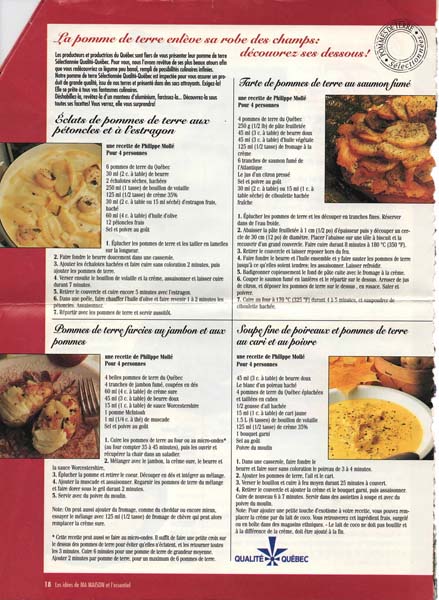 La pomme de terre enlève sa robe des champs:
découvrez ses dessous!
POMMES DE TERRE
Sélectionnée
Les producteurs et productrices du Québec sont fiers de vous présenter leur pomme de terre
Sélectionnée Qualité-Québec. Pour vous, nous l'avons revêtue de ses plus beaux atours afin
que vous redécouvriez ce légume peu banal, rempli de possibilités culinaires infinies.
Notre pomme de terre Sélectionnée Qualité-Québec est inspectée pour vous assurer un produit
de grande qualité, issu de nos terres et présenté dans des sacs attrayants. Exigez-la!
Elle se prête à tous vos fantasmes culinaires.
Déshabillez-la, revêtez-la d'un manteau d'aluminium, farcissez-la... Découvrez-la sous
toutes ses facettes! Vous verrez, elle vous surprendra!
Éclats de pommes de terre aux
pétoncles et à l'estragon
une recette de Philippe Mollé
Pour 4 personnes
6 pommes de terre du Québec
30 ml (2 c. à table) de beurre
2 échalotes sèches, hachées
250 ml (1 tasse) de bouillon de volaille
125 ml (1/2 tasse) de crème 35%
30 ml (2 c. à table ou 15 ml séché) d'estragon frais,
haché
60 ml (4 c. à table) d'huile d'olive
12 pétoncles frais
Sel et poivre au goût
1. Éplucher les pommes de terre et les tailler en lamelles
sur la longueur.
2. Faire fondre le beurre doucement dans une casserole.
3. Ajouter les échalotes hachées et faire cuire sans coloration 2 minutes, puis
ajouter les pommes de terre.
4. Verser ensuite le bouillon de volaille et la crème, assaisonner et laisser cuire
durant 7 minutes.
5. Retirer le couvercle et cuire encore 5 minutes avec l'estragon.
6. Dans une poêle, faire chauffer l'huile d'olive et faire revenir 1 à 2 minutes les
pétoncles. Assaisonner.
7. Répartir avec les pommes de terre et servir aussitôt.
Tarte de pommes de terre au saumon fumé
une recette de Philippe Mollé
Pour 4 personnes
4 pommes de terre du Québec
250 g (1/2 lb) de pâte feuilletée
45 ml (3 c. à table) de beurre doux
45 ml (3 c. à table) d'huile végétale
125 ml (1/2 tasse) de fromage à la
crème
6 tranches de saumon fumé de
l'Atlantique
Le jus d'un citron pressé
Sel et poivre au goût
30 ml (2 c. à table) ou 15 ml (1 c. à
table sèche) de ciboulette hachée
fraîche
1. Éplucher les pommes de terre et les découper en tranches fines. Réserver
dans de l'eau froide.
2. Abaisser la pâte feuilletée à 1 cm (1/2 po) d'épaisseur puis y découper un cercle
de 30 cm (12 po) de diamètre. Placer l'abaisse sur une tôle à biscuit et la
recouvrir d'un grand couvercle. Faire cuire durant 8 minutes à 180 °C (350 °F).
3. Retirer le couvercle et laisser reposer hors du feu.
4. Faire fondre le beurre et l'huile ensemble et y faire sauter les pommes de terre
jusqu'à ce qu'elles soient tendres; les assaisonner. Laisser refroidir.
5. Badigeonner copieusement le fond de pâte cuite avec le fromage à la crème.
6. Couper le saumon fumé en lanières et le répartir sur le dessus. Arroser de jus
de citron, et déposer les pommes de terre sur le dessus, en rosace. Saler et
poivrer.
7. Cuire au four à 170 °C (325 °F) durant 4 à 5 minutes, et saupoudrer de
ciboulette hachée.
Pommes de terre farcies au jambon et aux
pommes
une recette de Philippe Mollé
Pour 4 personnes
4 belles pommes de terre du Québec
4 tranches de jambon fumé, coupées en dés
60 ml (4 c. à table) de crème sure
45 ml (3 c. à table) de beurre doux
15 ml (1 c. à table) de sauce Worcestershire
1 pomme McIntosh
1 ml (1/4 c. à thé) de muscade
Sel et poivre au goût
1. Cuire les pommes de terre au four ou au micro-ondes*
(au four compter 35 à 45 minutes), puis les ouvrir et
récupérer la chair dans un saladier.
2. Mélanger avec le jambon, la crème sure, le beurre et
la sauce Worcestershire.
3. Éplucher la pomme et retirer le coeur. Découper en dés et intégrer au mélange.
4. Ajouter la muscade et assaisonner. Regarnir les pommes de terre du mélange
et faire dorer sous le gril durant 2 minutes.
5. Servir avec du poivre du moulin.
Note: On peut aussi ajouter du fromage, comme du cheddar ou encore mieux,
essayer le mélange avec 125 ml (1/2 tasse) de fromage de chèvre qui peut alors
remplacer la crème sure.
* Cette recette peut aussi se faire au micro-ondes. Il suffit de faire une petite croix sur
le dessus des pommes de terre pour éviter qu'elles n'éclatent, et les retourner toutes
les 3 minutes. Cuire 6 minutes pour une pomme de terre de grandeur moyenne.
Ajouter 2 minutes par pomme de terre, pour un maximum de 6 pommes de terre.
Soupe fine de poireaux et pommes de terre
au cari et au poivre
une recette de Philippe Mollé
Pour 4 personnes
45 ml (3 c. à table) de beurre doux
Le blanc d'un poireau haché
4 pommes de terre du Québec, épluchées
et taillées en cubes
1/2 gousse d'ail hachée
15 ml (1 c. à table) de cari jaune
1,5 L (6 tasses) de bouillon de volaille
125 ml (1/2 tasse) de crème 35%
1 bouquet garni
Sel au goût
Poivre du moulin
1. Dans une casserole, faire fondre le
beurre et faire suer sans coloration le poireau de 3 à 4 minutes.
2. Ajouter les pommes de terre, l'ail et le cari.
3. Verser le bouillon et cuire à feu moyen durant 25 minutes à couvert.
4. Retirer le couvercle et ajouter la crème et le bouquet garni, puis assaisonner.
Cuire de nouveau 6 à 7 minutes. Servir dans des assiettes à soupe et avec du
poivre du moulin.
Note: Pour ajouter une petite touche d'exotisme à votre recette, vous pouvez remplacer
la crème par du lait de coco. Vous retrouverez cet ingrédient frais, surgelé
ou en boîte dans des magasins ethniques. - Le lait de coco ne doit pas bouillir et
à la différence de la crème, doit être ajouté à la fin.
QUALITÉ QUÉBEC
18 Les idées de MA MAISON et l'essentiel